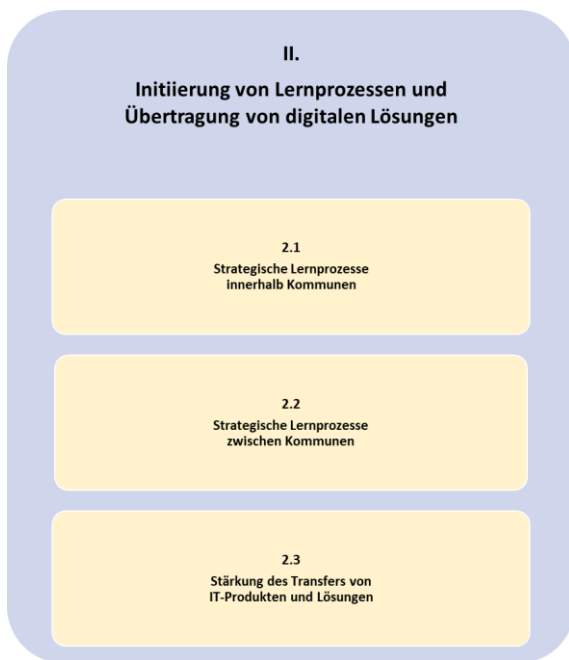 II.
Initiierung von Lernprozessen und
Übertragung von digitalen Lösungen
2.1
Strategische Lernprozesse
innerhalb Kommunen
2.2
Strategische Lernprozesse
zwischen Kommunen
2.3
Stärkung des Transfers von
IT-Produkten und Lösungen